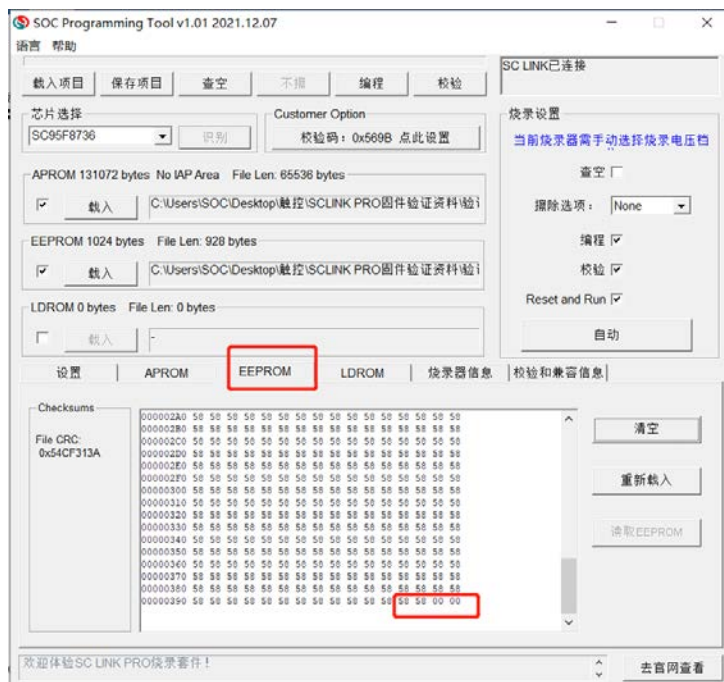 SOC Programming Tool v1.01 2021.12.07
语言 帮助
载入项目 保存项目 查空 编程 校验
SC LINK已连接
芯片选择
SC95F8736 识别
Customer Option
校验码：0x569B 点此设置
烧录设置
当前烧录器需手动选择烧录电压档
APROM 131072 bytes No IAP Area File Len: 65536 bytes
载入 C:\Users\SOC\Desktop\触控\SCLINK PRO固件验证资料\验
查空
擦除选项： None
EEPROM 1024 bytes File Len: 928 bytes
载入 C:\Users\SOC\Desktop\触控\SCLINK PRO固件验证资料\验
编程
校验
Reset and Run
LDROM 0 bytes File Len: 0 bytes
载入 -
自动
设置 APROM EEPROM LDROM 烧录器信息 校验和兼容信息
Checksums
File CRC:
0x54CF313A
000002A0 58 58 58 58 58 58 58 58 58 58 58 58 58 58 58 58
000002B0 58 58 58 58 58 58 58 58 58 58 58 58 58 58 58 58
000002C0 58 58 58 58 58 58 58 58 58 58 58 58 58 58 58 58
000002D0 58 58 58 58 58 58 58 58 58 58 58 58 58 58 58 58
000002E0 58 58 58 58 58 58 58 58 58 58 58 58 58 58 58 58
000002F0 58 58 58 58 58 58 58 58 58 58 58 58 58 58 58 58
00000300 58 58 58 58 58 58 58 58 58 58 58 58 58 58 58 58
00000310 58 58 58 58 58 58 58 58 58 58 58 58 58 58 58 58
00000320 58 58 58 58 58 58 58 58 58 58 58 58 58 58 58 58
00000330 58 58 58 58 58 58 58 58 58 58 58 58 58 58 58 58
00000340 58 58 58 58 58 58 58 58 58 58 58 58 58 58 58 58
00000350 58 58 58 58 58 58 58 58 58 58 58 58 58 58 58 58
00000360 58 58 58 58 58 58 58 58 58 58 58 58 58 58 58 58
00000370 58 58 58 58 58 58 58 58 58 58 58 58 58 58 58 58
00000380 58 58 58 58 58 58 58 58 58 58 58 58 58 58 58 58
00000390 58 58 58 58 58 58 58 58 58 58 58 58 58 58 00 00
清空
重新载入
读取EEPROM
欢迎体验SC LINK PRO烧录套件！
去官网查看